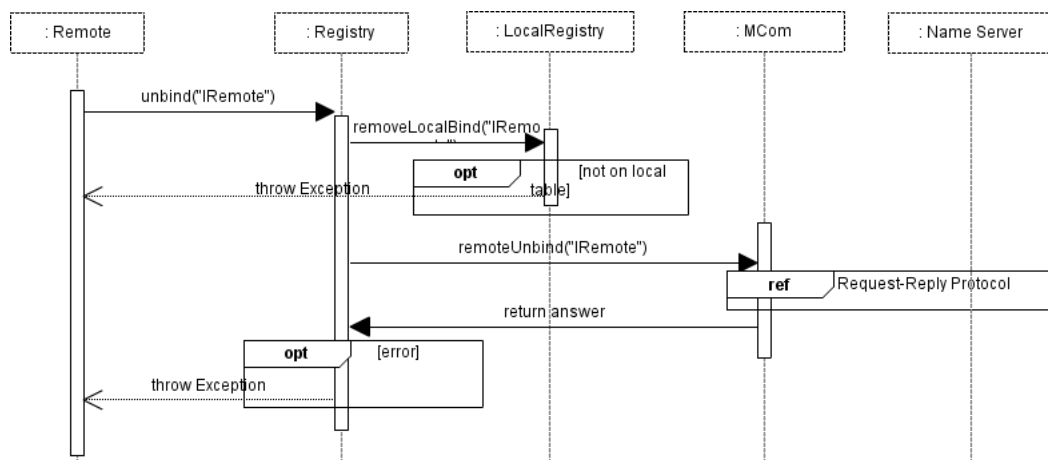 : Remote
: Registry
: LocalRegistry
: MCom
: Name Server
unbind("IRemote")
removeLocalBind("IRemo
opt
[not on local
table]
throw Exception
remoteUnbind("IRemote")
ref
Request-Reply Protocol
return answer
opt
[error]
throw Exception